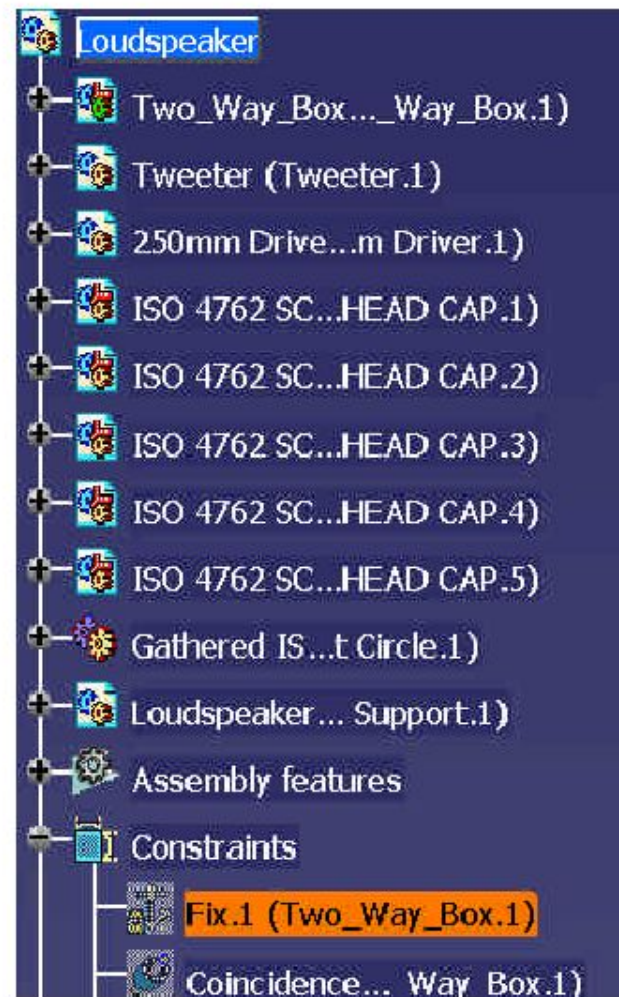 Loudspeaker
Two_Way_Box..._Way_Box.1)
Tweeter (Tweeter.1)
250mm Drive...m Driver.1)
ISO 4762 SC...HEAD CAP.1)
ISO 4762 SC...HEAD CAP.2)
ISO 4762 SC...HEAD CAP.3)
ISO 4762 SC...HEAD CAP.4)
ISO 4762 SC...HEAD CAP.5)
Gathered IS...t Circle.1)
Loudspeaker... Support.1)
Assembly features
Constraints
Fix.1 (Two_Way_Box.1)
Coincidence..._Way_Box.1)